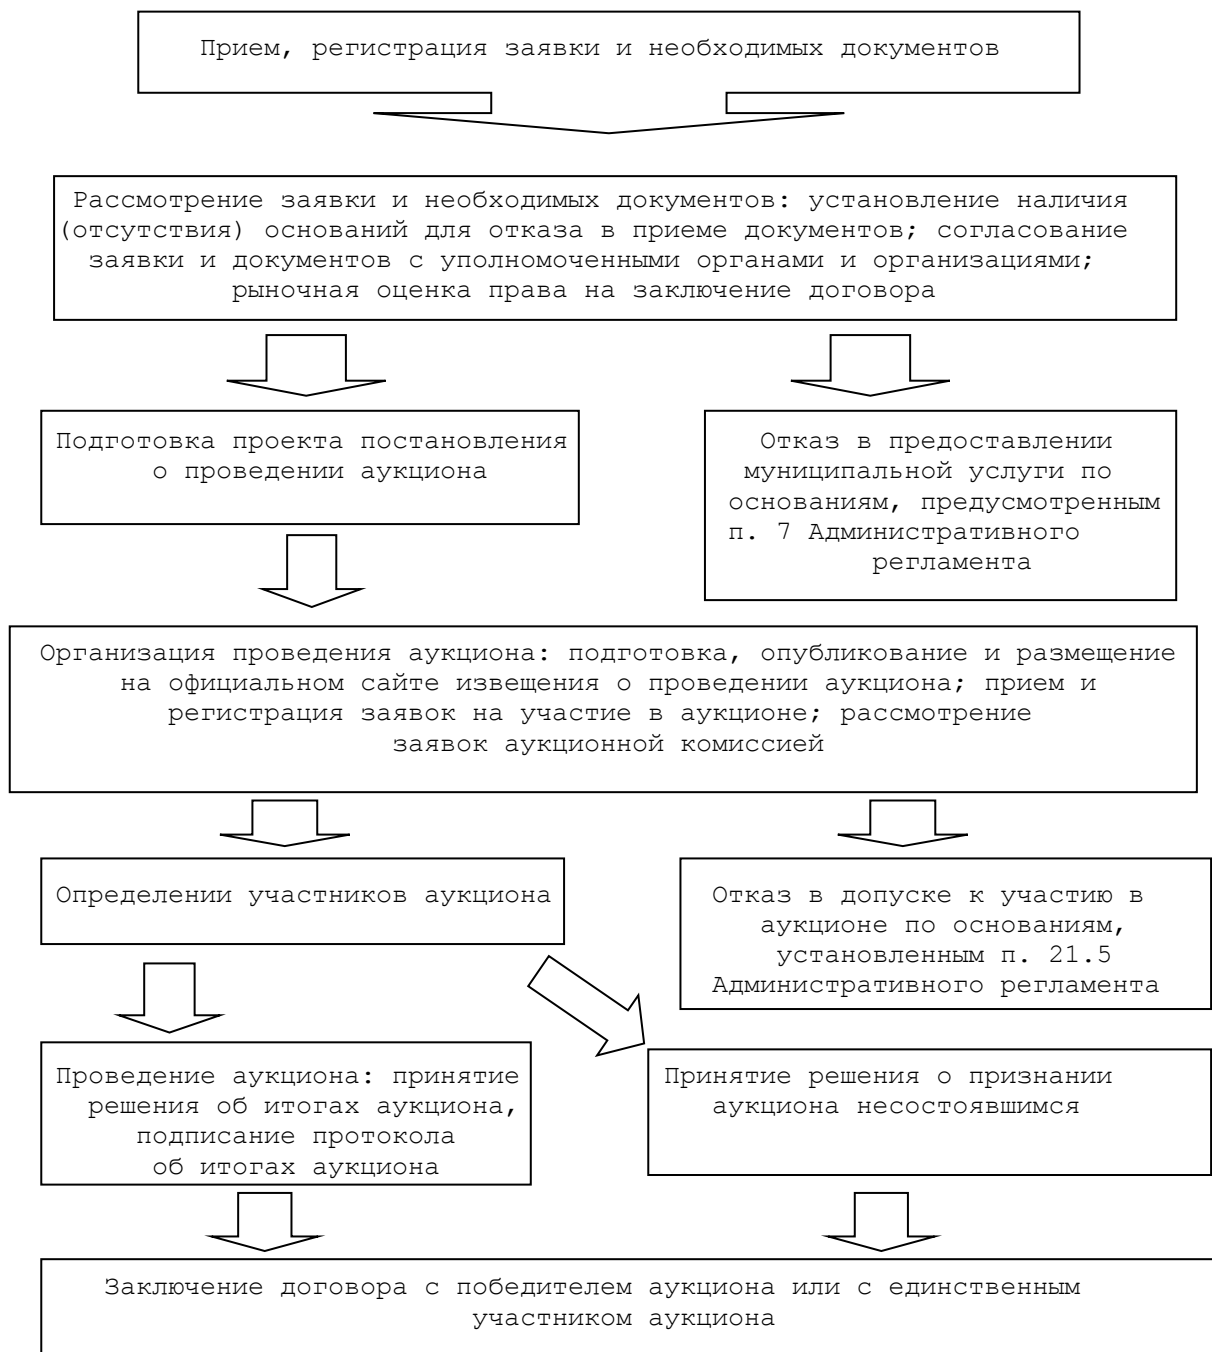 Прием, регистрация заявки и необходимых документов
Рассмотрение заявки и необходимых документов: установление наличия
(отсутствия) оснований для отказа в приеме документов; согласование
заявки и документов с уполномоченными органами и организациями;
рыночная оценка права на заключение договора
Подготовка проекта постановления
о проведении аукциона
Отказ в предоставлении
муниципальной услуги по
основаниям, предусмотренным
п. 7 Административного
регламента
Организация проведения аукциона: подготовка, опубликование и размещение
на официальном сайте извещения о проведении аукциона; прием и
регистрация заявок на участие в аукционе; рассмотрение
заявок аукционной комиссией
Определении участников аукциона
Отказ в допуске к участию в
аукционе по основаниям,
установленным п. 21.5
Административного регламента
Проведение аукциона: принятие
решения об итогах аукциона,
подписание протокола
об итогах аукциона
Принятие решения о признании
аукциона несостоявшимся
Заключение договора с победителем аукциона или с единственным
участником аукциона